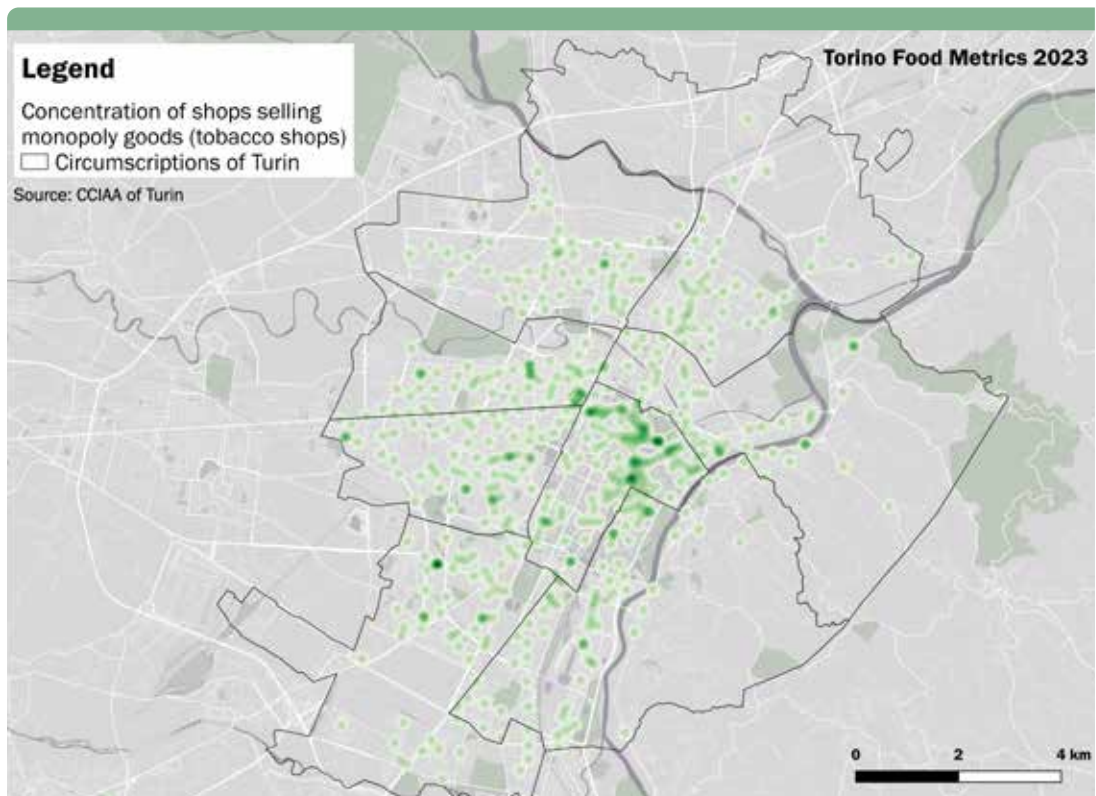 Legend
Concentration of shops selling
monopoly goods (tobacco shops)
Circumscriptions of Turin
Source: CCIAA of Turin
Torino Food Metrics 2023
0 2 4 km